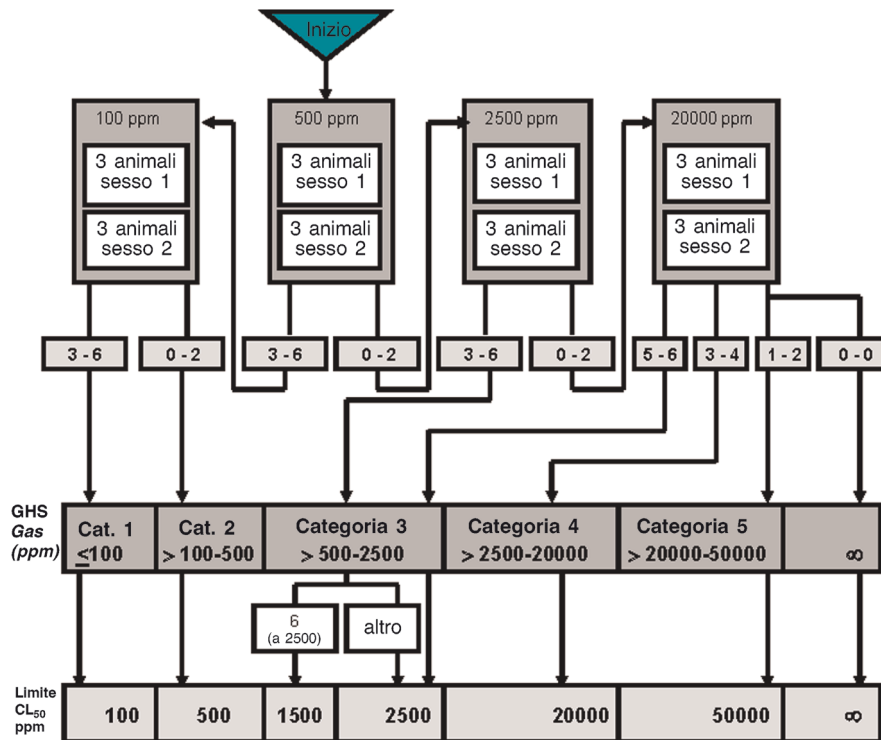 Inizio
100 ppm
500 ppm
2500 ppm
20000 ppm
3 animali
sesso 1
3 animali
sesso 1
3 animali
sesso 1
3 animali
sesso 1
3 animali
sesso 2
3 animali
sesso 2
3 animali
sesso 2
3 animali
sesso 2
3 - 6
0 - 2
3 - 6
0 - 2
3 - 6
0 - 2
5 - 6
3 - 4
1 - 2
0 - 0
GHS
Gas
(ppm)
Cat. 1
≤100
Cat. 2
> 100-500
Categoria 3
> 500-2500
Categoria 4
> 2500-20000
Categoria 5
> 20000-50000
∞
6
(a 2500)
altro
Limite
CL50
ppm
100
500
1500
2500
20000
50000
∞